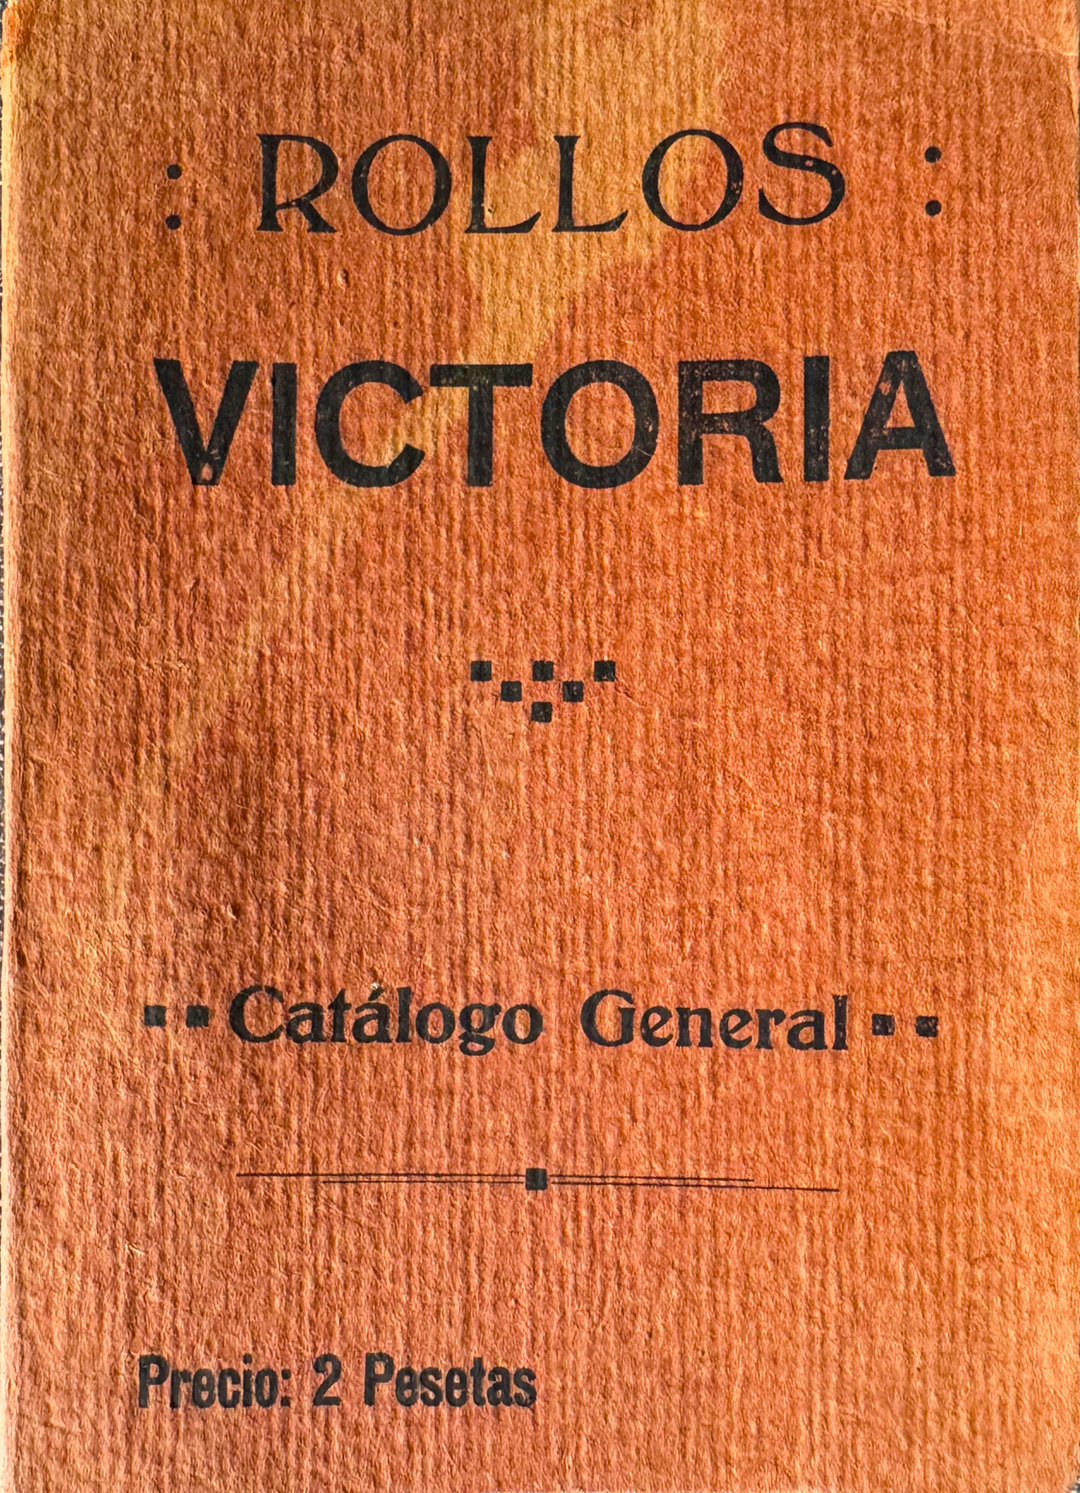 : ROLLOS :
VICTORIA
Catálogo General
Precio: 2 Pesetas